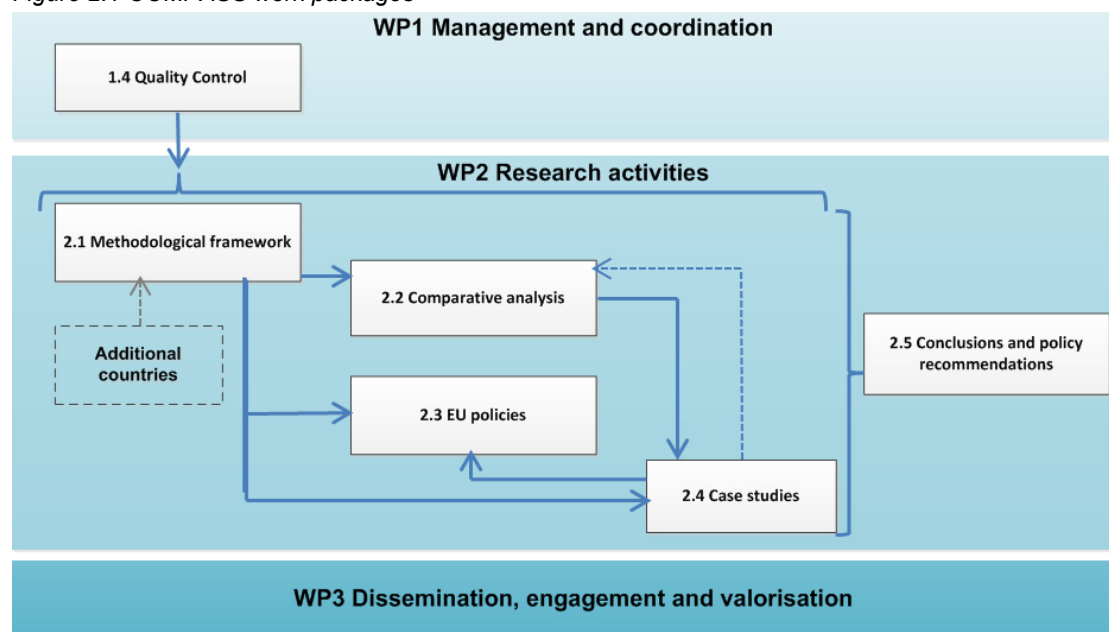 WP1 Management and coordination
1.4 Quality Control
WP2 Research activities
2.1 Methodological framework
2.2 Comparative analysis
Additional
countries
2.5 Conclusions and policy
recommendations
2.3 EU policies
2.4 Case studies
WP3 Dissemination, engagement and valorisation